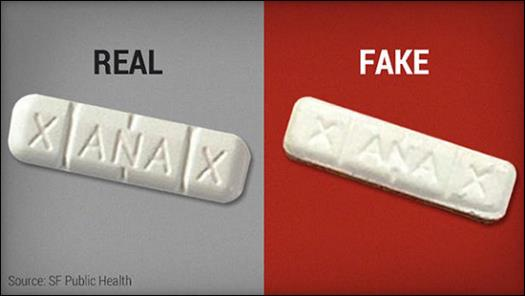 REAL
FAKE
X ANA X
X ANA X
Source: SF Public Health